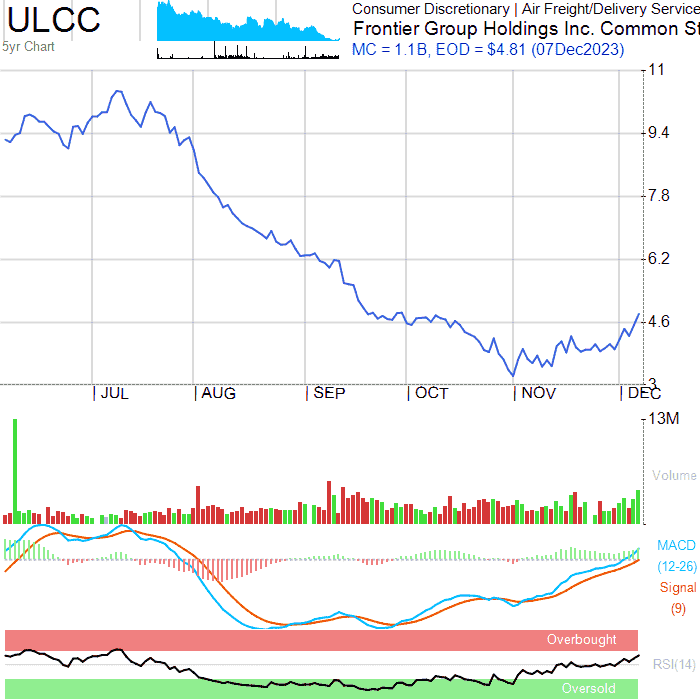 ULCC
5yr Chart
Consumer Discretionary | Air Freight/Delivery Service
Frontier Group Holdings Inc. Common St
MC = 1.1B, EOD = $4.81 (07Dec2023)
11
9.4
7.8
6.2
4.6
3
JUL AUG SEP OCT NOV DEC
13M
Volume
MACD
(12-26)
Signal
(9)
Overbought
RSI(14)
Oversold